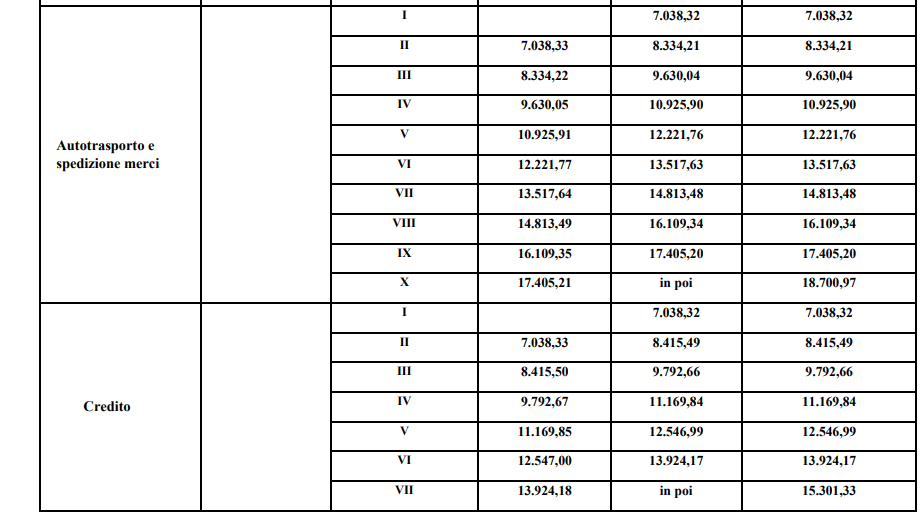 I 7.038,32 7.038,32
II 7.038,33 8.334,21 8.334,21
III 8.334,22 9.630,04 9.630,04
IV 9.630,05 10.925,90 10.925,90
V 10.925,91 12.221,76 12.221,76
Autotrasporto e
spedizione merci
VI 12.221,77 13.517,63 13.517,63
VII 13.517,64 14.813,48 14.813,48
VIII 14.813,49 16.109,34 16.109,34
IX 16.109,35 17.405,20 17.405,20
X 17.405,21 in poi 18.700,97
I 7.038,32 7.038,32
II 7.038,33 8.415,49 8.415,49
III 8.415,50 9.792,66 9.792,66
Credito
IV 9.792,67 11.169,84 11.169,84
V 11.169,85 12.546,99 12.546,99
VI 12.547,00 13.924,17 13.924,17
VII 13.924,18 in poi 15.301,33